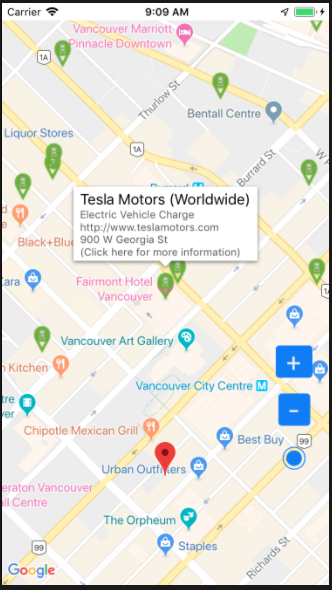 Carrier 9:09 AM
Vancouver Marriott
Pinnacle Downtown
1A
Thurlow St
Bentall Centre
Liquor Stores
1A
Burrard St
Tesla Motors (Worldwide)
Electric Vehicle Charge
http://www.teslamotors.com
900 W Georgia St
(Click here for more information)
Black+Blue
Fairmont Hotel
Vancouver
Vancouver Art Gallery
+
Kitchen
Vancouver City Centre M
-
Chipotle Mexican Grill
Best Buy
99
Urban Outfitters
eraton Vancouver
all Centre
The Orpheum
99
Staples
Richards St
Google